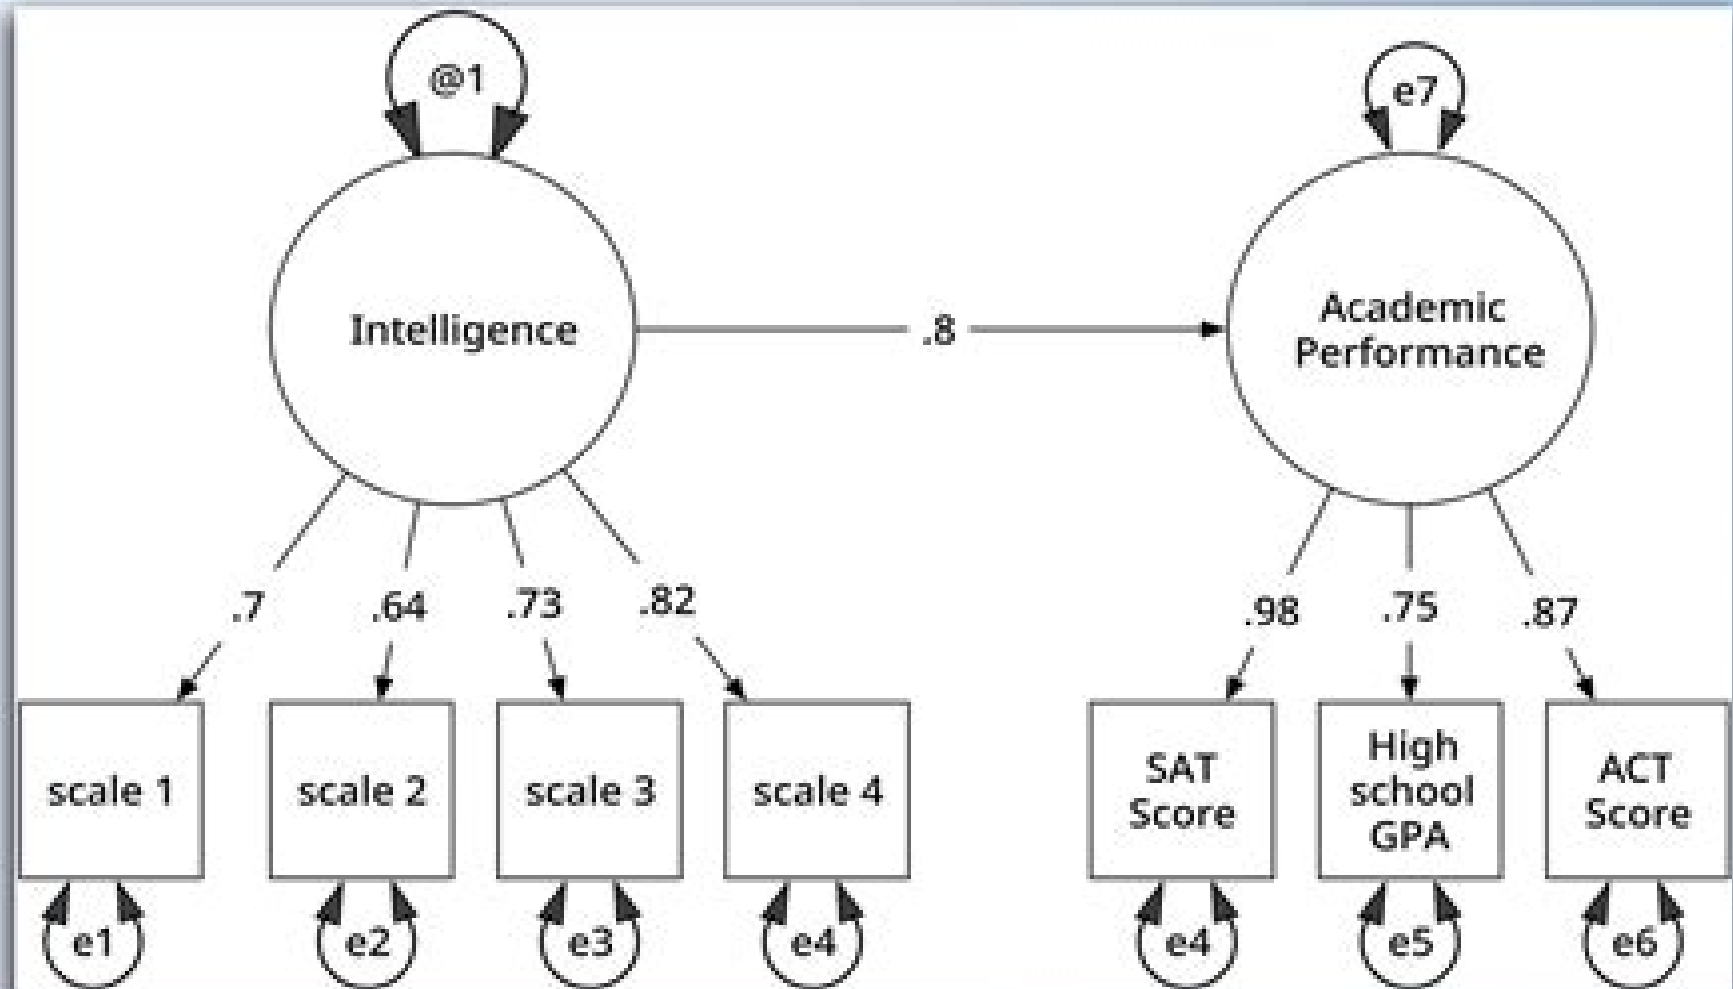 @1
e7
Intelligence
.8
Academic
Performance
.7
.64
.73
.82
.98
.75
.87
scale 1
scale 2
scale 3
scale 4
SAT
Score
High
school
GPA
ACT
Score
e1
e2
e3
e4
e4
e5
e6